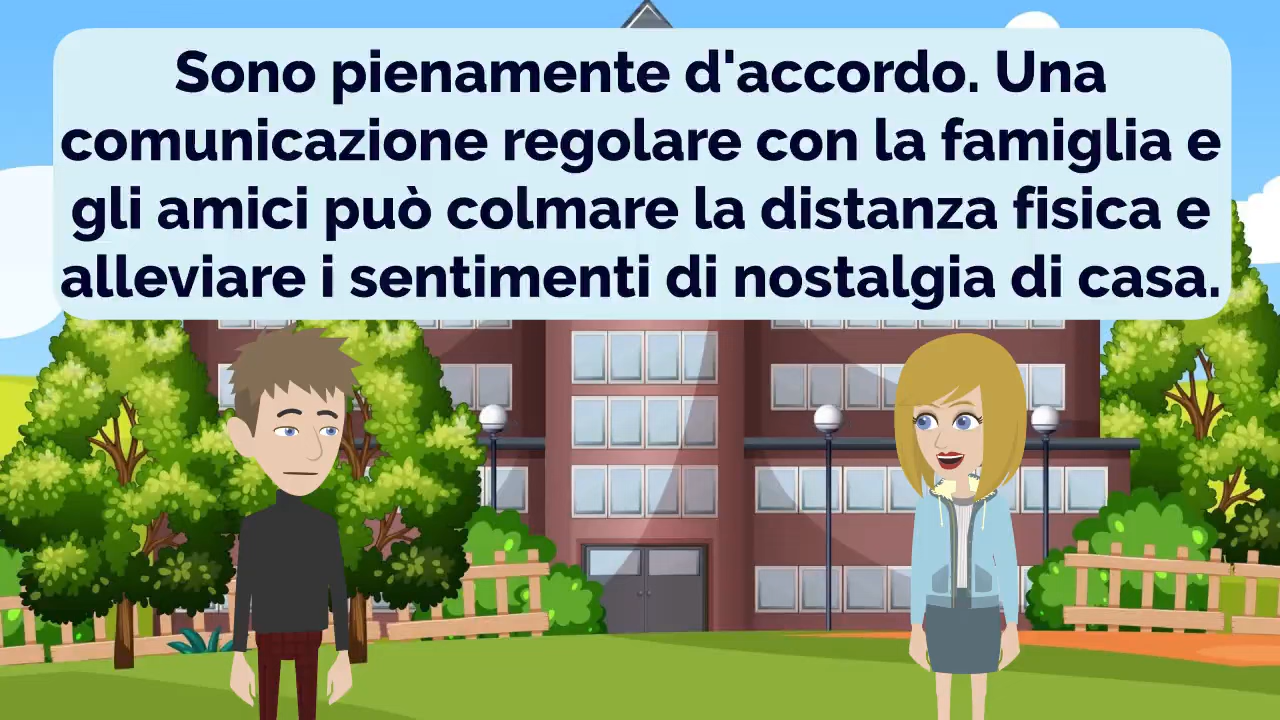 Sono pienamente d'accordo. Una
comunicazione regolare con la famiglia e
gli amici può colmare la distanza fisica e
alleviare i sentimenti di nostalgia di casa.